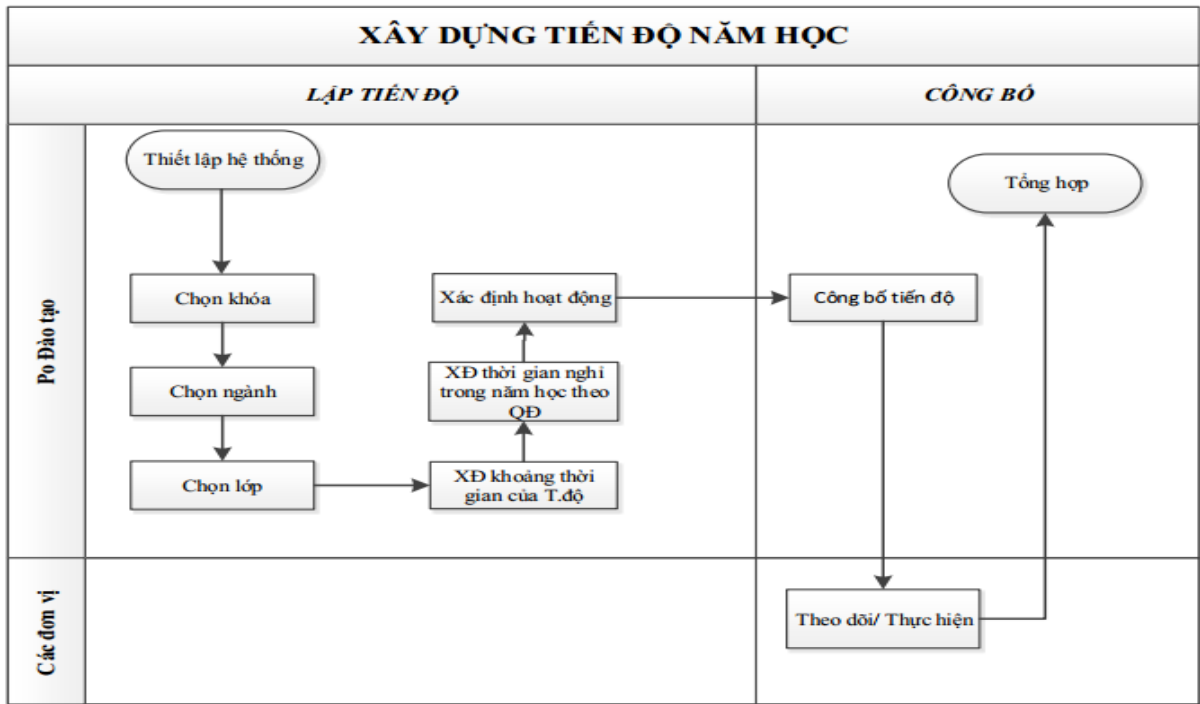 XÂY DỰNG TIẾN ĐỘ NĂM HỌC
LẬP TIẾN ĐỘ
CÔNG BỐ
Po Đào tạo
Thiết lập hệ thống
Chọn khóa
Chọn ngành
Chọn lớp
XĐ khoảng thời
gian của T.độ
XĐ thời gian nghỉ
trong năm học theo
QĐ
Xác định hoạt động
Công bố tiến độ
Tổng hợp
Các đơn vị
Theo dõi/ Thực hiện